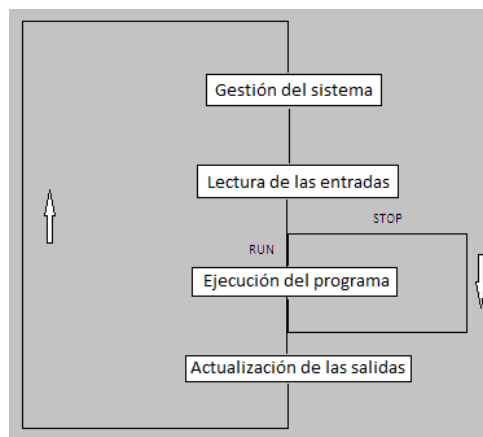 Gestión del sistema
Lectura de las entradas
STOP
RUN
Ejecución del programa
Actualización de las salidas